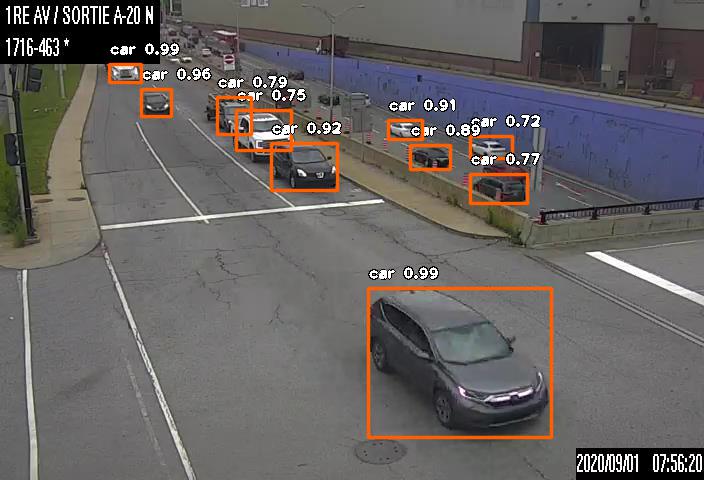 1RE AV / SORTIE A-20 N
1716-463 *
car 0.99
car 0.96
car 0.79
car 0.75
car 0.92
car 0.91
car 0.89
car 0.72
car 0.77
car 0.99
2020/09/01 07:56:20